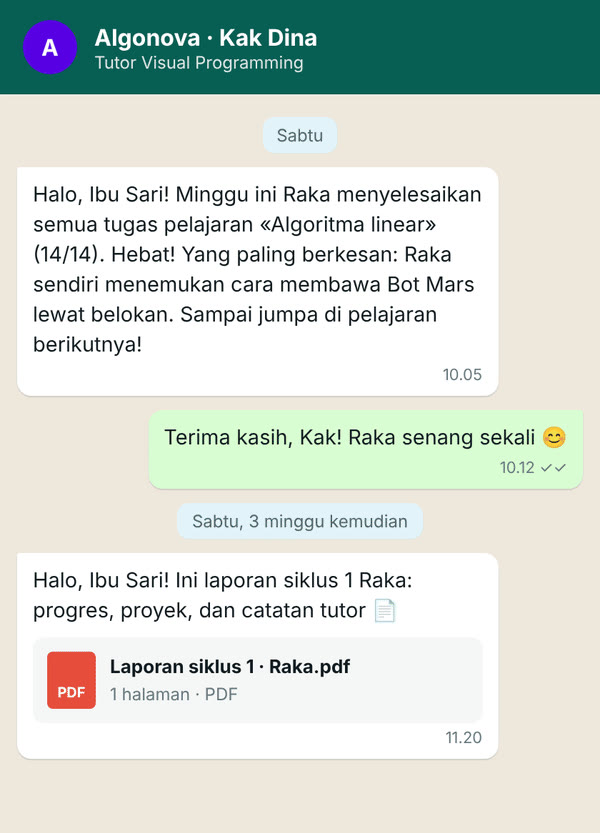 A
Algonova · Kak Dina
Tutor Visual Programming
Sabtu
Halo, Ibu Sari! Minggu ini Raka menyelesaikan
semua tugas pelajaran «Algoritma linear»
(14/14). Hebat! Yang paling berkesan: Raka
sendiri menemukan cara membawa Bot Mars
lewat belokan. Sampai jumpa di pelajaran
berikutnya!
10.05
Terima kasih, Kak! Raka senang sekali 😊
10.12 ✓✓
Sabtu, 3 minggu kemudian
Halo, Ibu Sari! Ini laporan siklus 1 Raka:
progres, proyek, dan catatan tutor 📄
PDF
Laporan siklus 1 · Raka.pdf
1 halaman · PDF
11.20